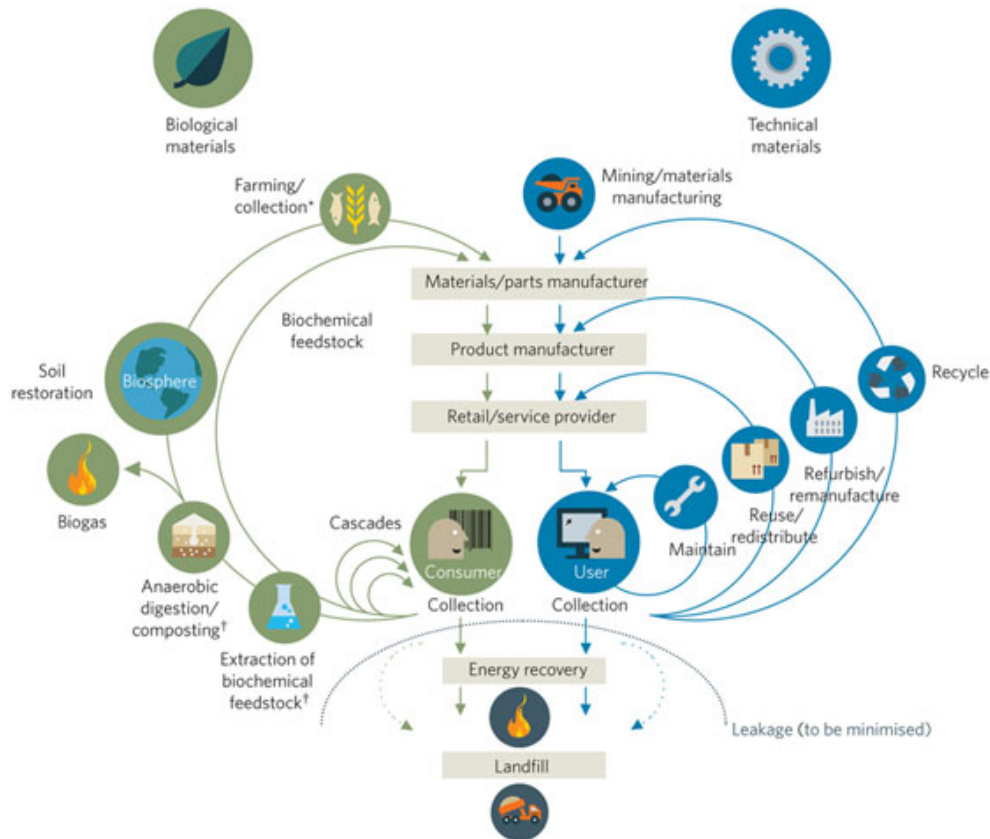 Biological
materials
Technical
materials
Farming/
collection*
Mining/materials
manufacturing
Materials/parts manufacturer
Biochemical
feedstock
Product manufacturer
Soil
restoration
Biosphere
Recycle
Retail/service provider
Refurbish/
remanufacture
Biogas
Cascades
Reuse/
redistribute
Maintain
Consumer
User
Anaerobic
digestion/
composting†
Collection
Collection
Extraction of
biochemical
feedstock†
Energy recovery
Leakage (to be minimised)
Landfill